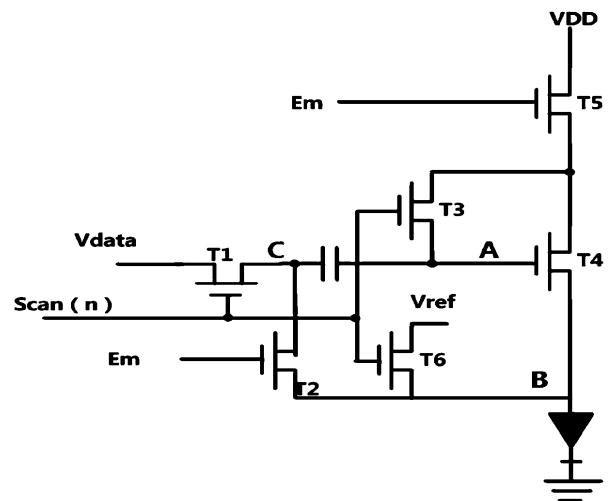 VDD
Em
T5
T3
Vdata
T1
C
A
T4
Scan ( n )
Vref
Em
T2
T6
B